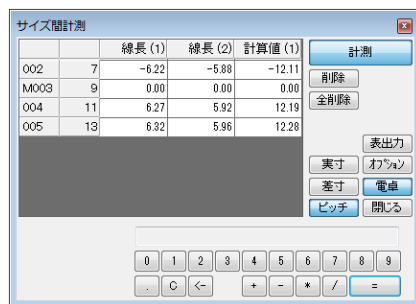 サイズ間計測
線長(1) 線長(2) 計算値(1) 計測
002 7 -6.22 -5.88 -12.11
M003 9 0.00 0.00 0.00
004 11 6.27 5.92 12.19
005 13 6.32 5.96 12.28
削除
全削除
表出力
実寸 オプション
差寸 電卓
ピッチ 閉じる
0 1 2 3 4 5 6 7 8 9
. C <- + - * / =